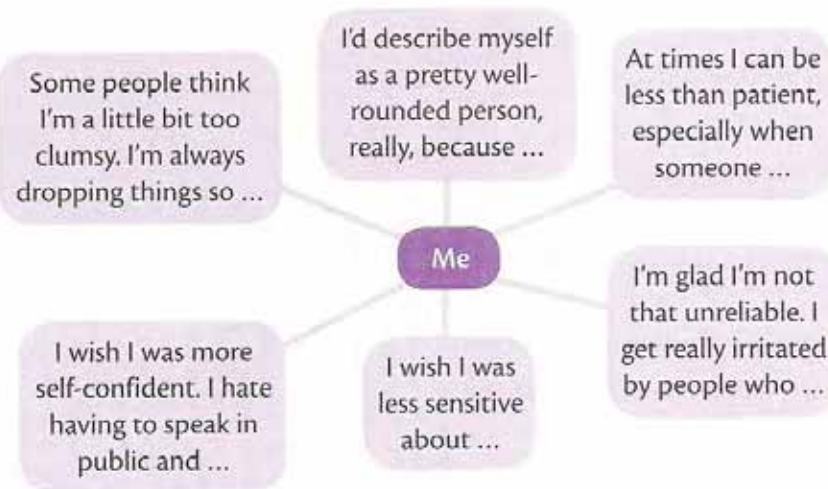 Some people think
I'm a little bit too
clumsy. I'm always
dropping things so ...
I'd describe myself
as a pretty well-
rounded person,
really, because ...
At times I can be
less than patient,
especially when
someone ...
Me
I wish I was more
self-confident. I hate
having to speak in
public and ...
I wish I was
less sensitive
about ...
I'm glad I'm not
that unreliable. I
get really irritated
by people who ...